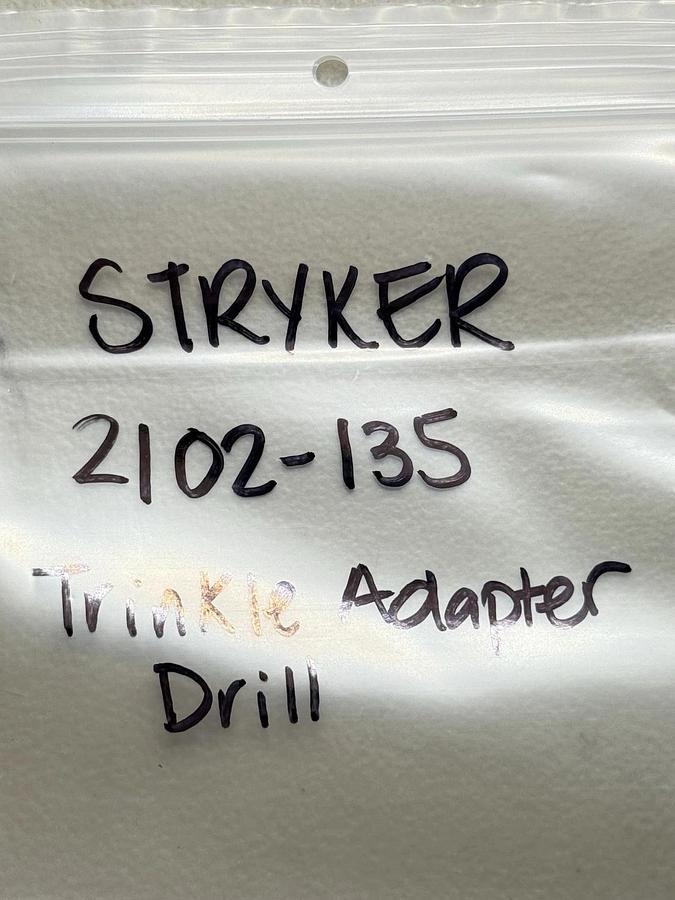 STRYKER
2102-135
Trinkle Adapter
Drill